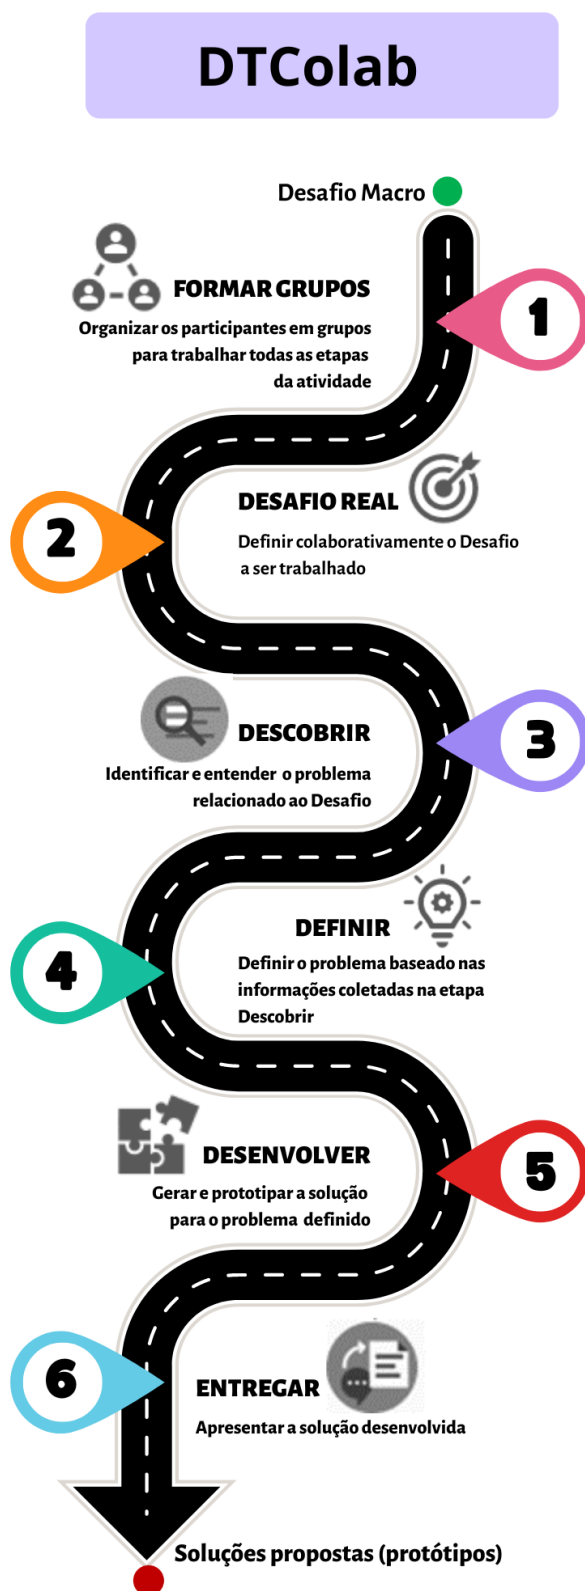 DTColab
Desafio Macro
FORMAR GRUPOS
1
Organizar os participantes em grupos
para trabalhar todas as etapas
da atividade
DESAFIO REAL
2
Definir colaborativamente o Desafio
a ser trabalhado
DESCOBRIR
3
Identificar e entender o problema
relacionado ao Desafio
DEFINIR
4
Definir o problema baseado nas
informações coletadas na etapa
Descobrir
DESENVOLVER
5
Gerar e prototipar a solução
para o problema definido
6
ENTREGAR
Apresentar a solução desenvolvida
Soluções propostas (protótipos)